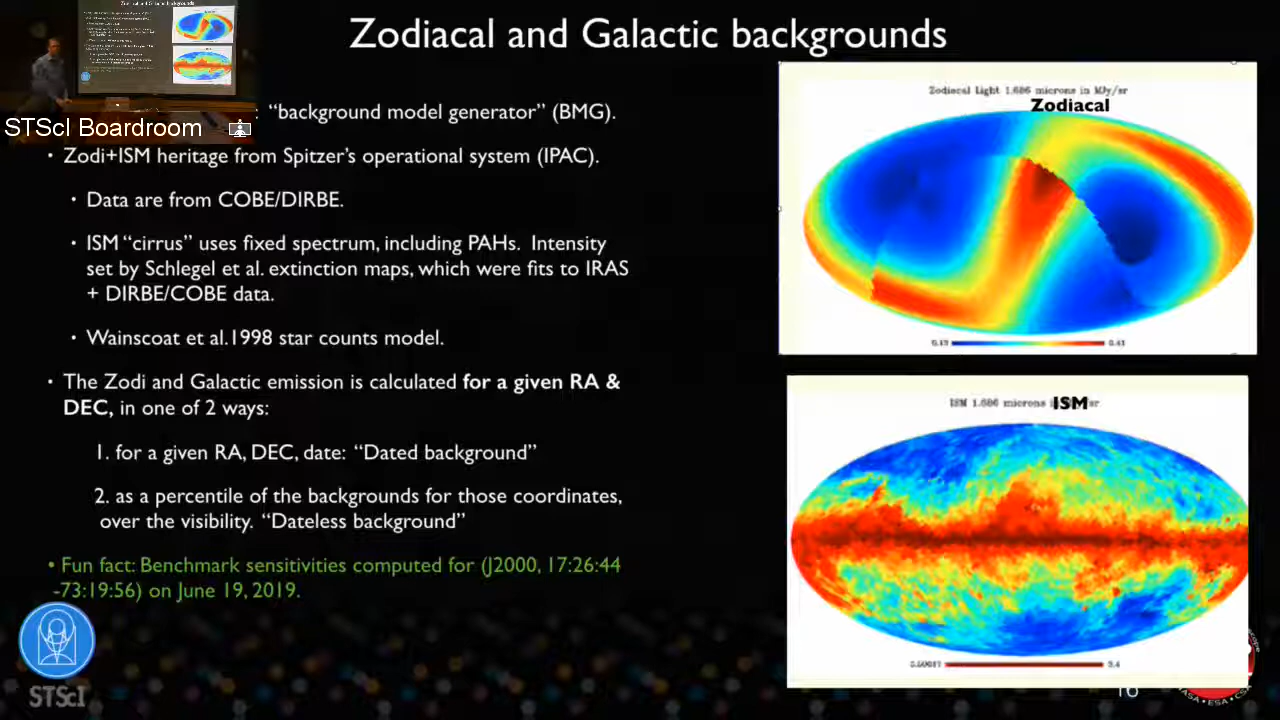 Zodiacal and Galactic backgrounds
STScI Boardroom
: “background model generator” (BMG).
• Zodi+ISM heritage from Spitzer’s operational system (IPAC).
• Data are from COBE/DIRBE.
• ISM “cirrus” uses fixed spectrum, including PAHs. Intensity
set by Schlegel et al. extinction maps, which were fits to IRAS
+ DIRBE/COBE data.
• Wainscoat et al.1998 star counts model.
• The Zodi and Galactic emission is calculated for a given RA &
DEC, in one of 2 ways:
1. for a given RA, DEC, date: “Dated background”
2. as a percentile of the backgrounds for those coordinates,
over the visibility. “Dateless background”
• Fun fact: Benchmark sensitivities computed for (J2000, 17:26:44
-73:19:56) on June 19, 2019.
Zodiacal Light 1.686 microns in MJy/sr
Zodiacal
ISM 1.686 microns
ISM
STScI
16